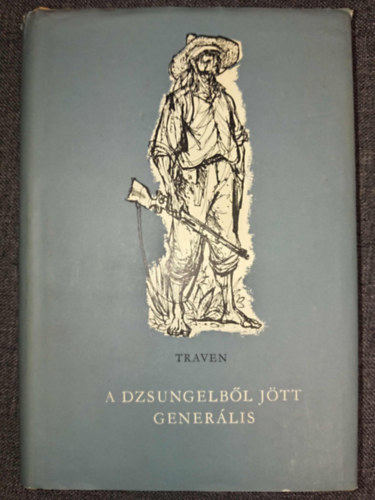 TRAVEN
A DZSUNGELBŐL JÖTT
GENERÁLIS